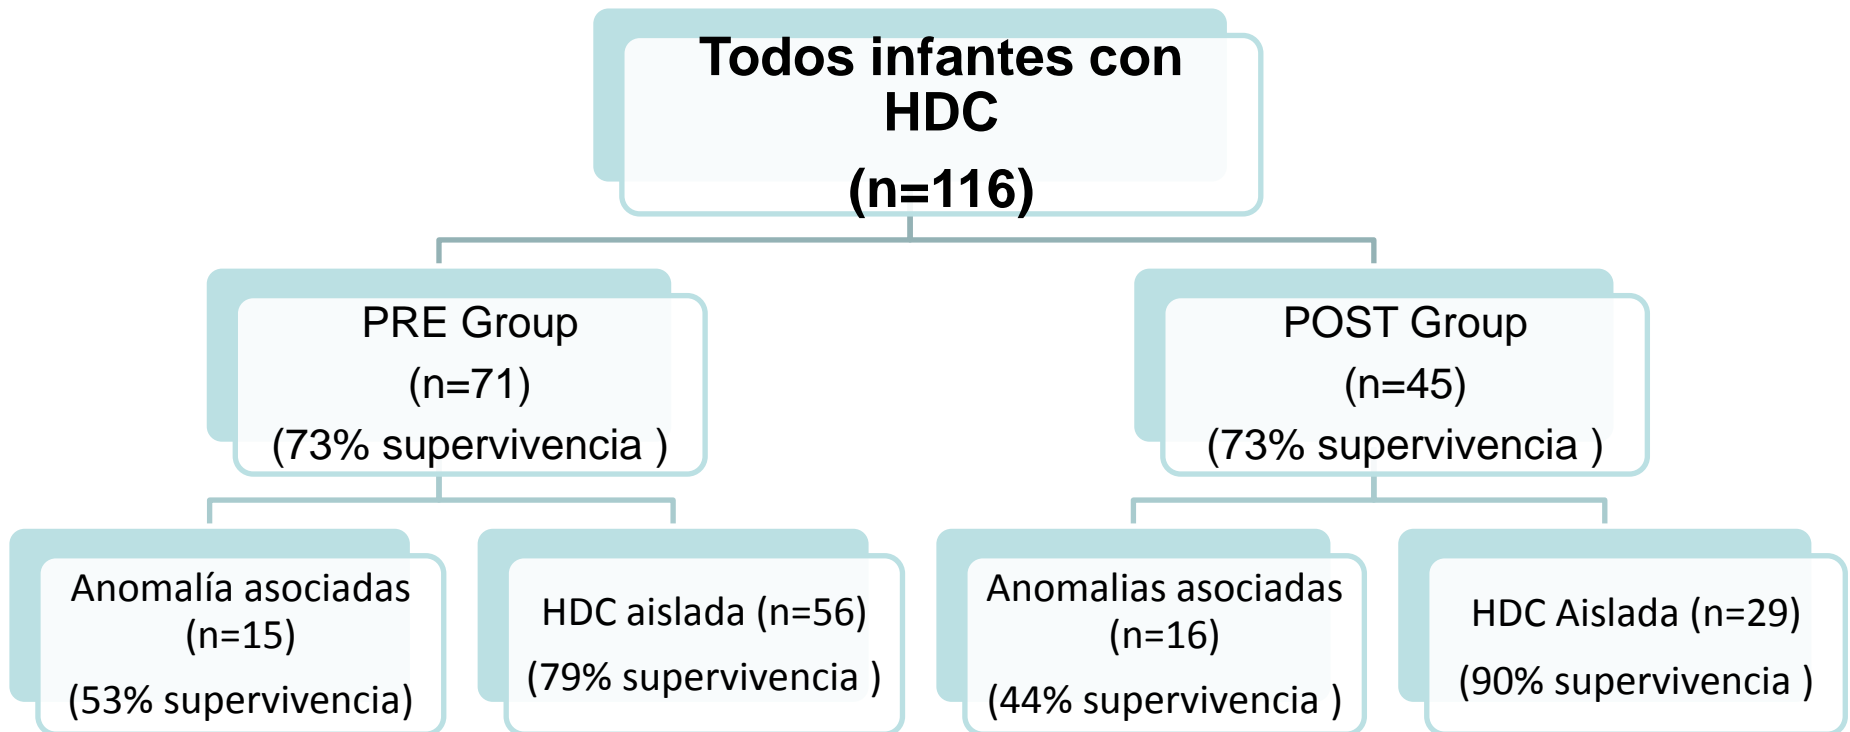 Todos infantes con
HDC
(n=116)
PRE Group
(n=71)
(73% supervivencia )
POST Group
(n=45)
(73% supervivencia )
Anomalía asociadas
(n=15)
(53% supervivencia)
HDC aislada (n=56)
(79% supervivencia )
Anomalias asociadas
(n=16)
(44% supervivencia )
HDC Aislada (n=29)
(90% supervivencia )